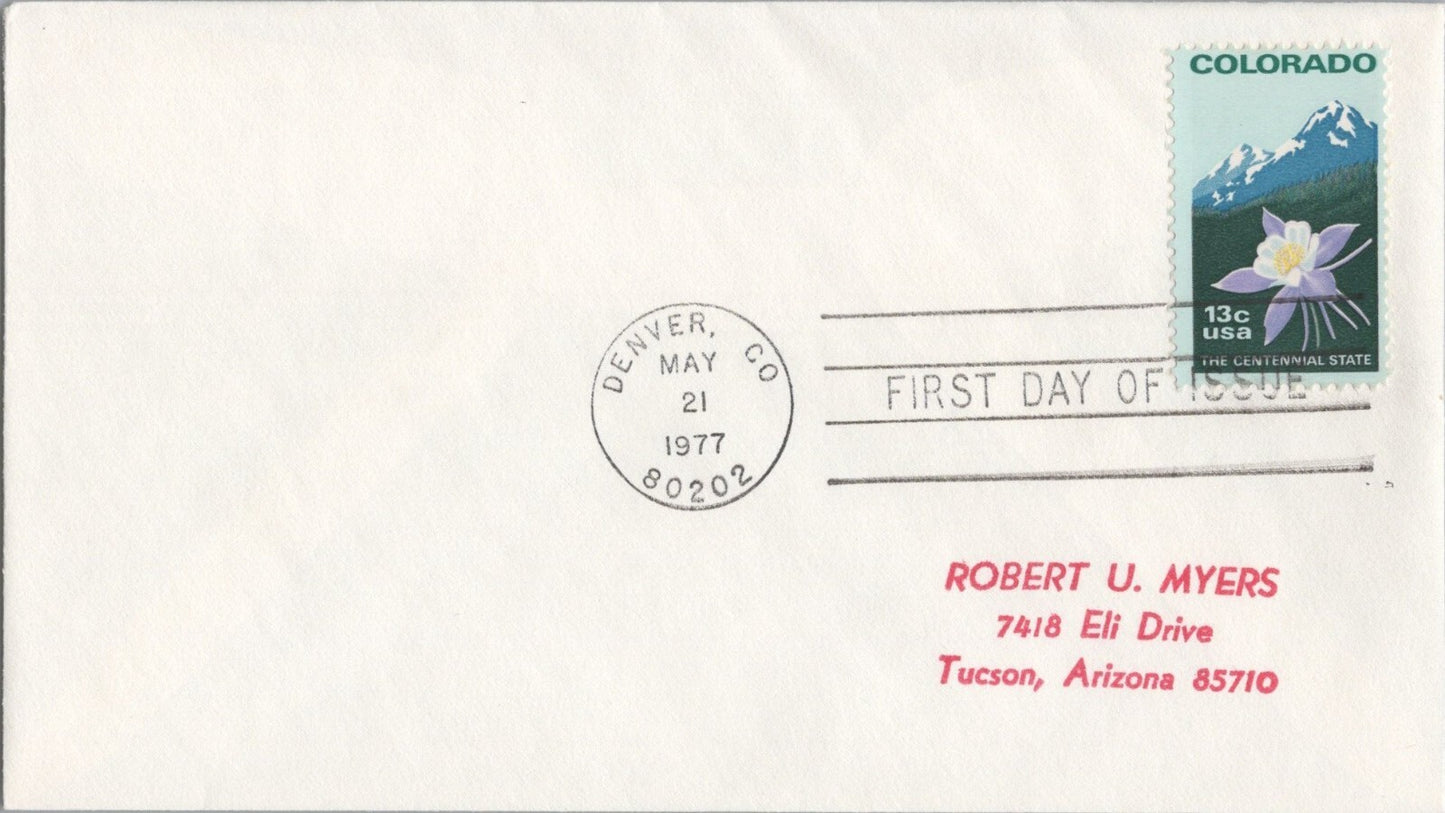 COLORADO
13c
usa
THE CENTENNIAL STATE
DENVER, CO
MAY
21
1977
80202
FIRST DAY OF ISSUE
ROBERT U. MYERS
7418 Eli Drive
Tucson, Arizona 85710